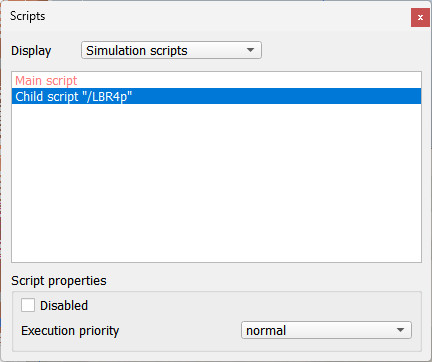 Scripts
Display Simulation scripts
Main script
Child script "/LBR4p"
Script properties
Disabled
Execution priority normal